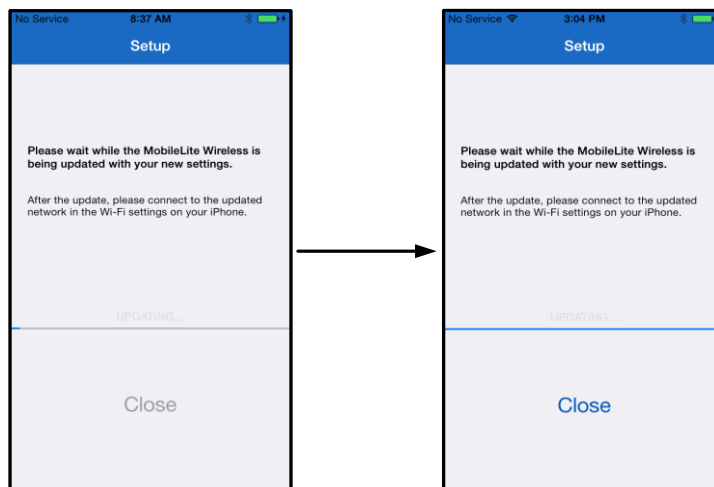 No Service 8:37 AM
Setup
Please wait while the MobileLite Wireless is
being updated with your new settings.
After the update, please connect to the updated
network in the Wi-Fi settings on your iPhone.
UPDATING...
Close
No Service 3:04 PM
Setup
Please wait while the MobileLite Wireless is
being updated with your new settings.
After the update, please connect to the updated
network in the Wi-Fi settings on your iPhone.
UPDATING...
Close